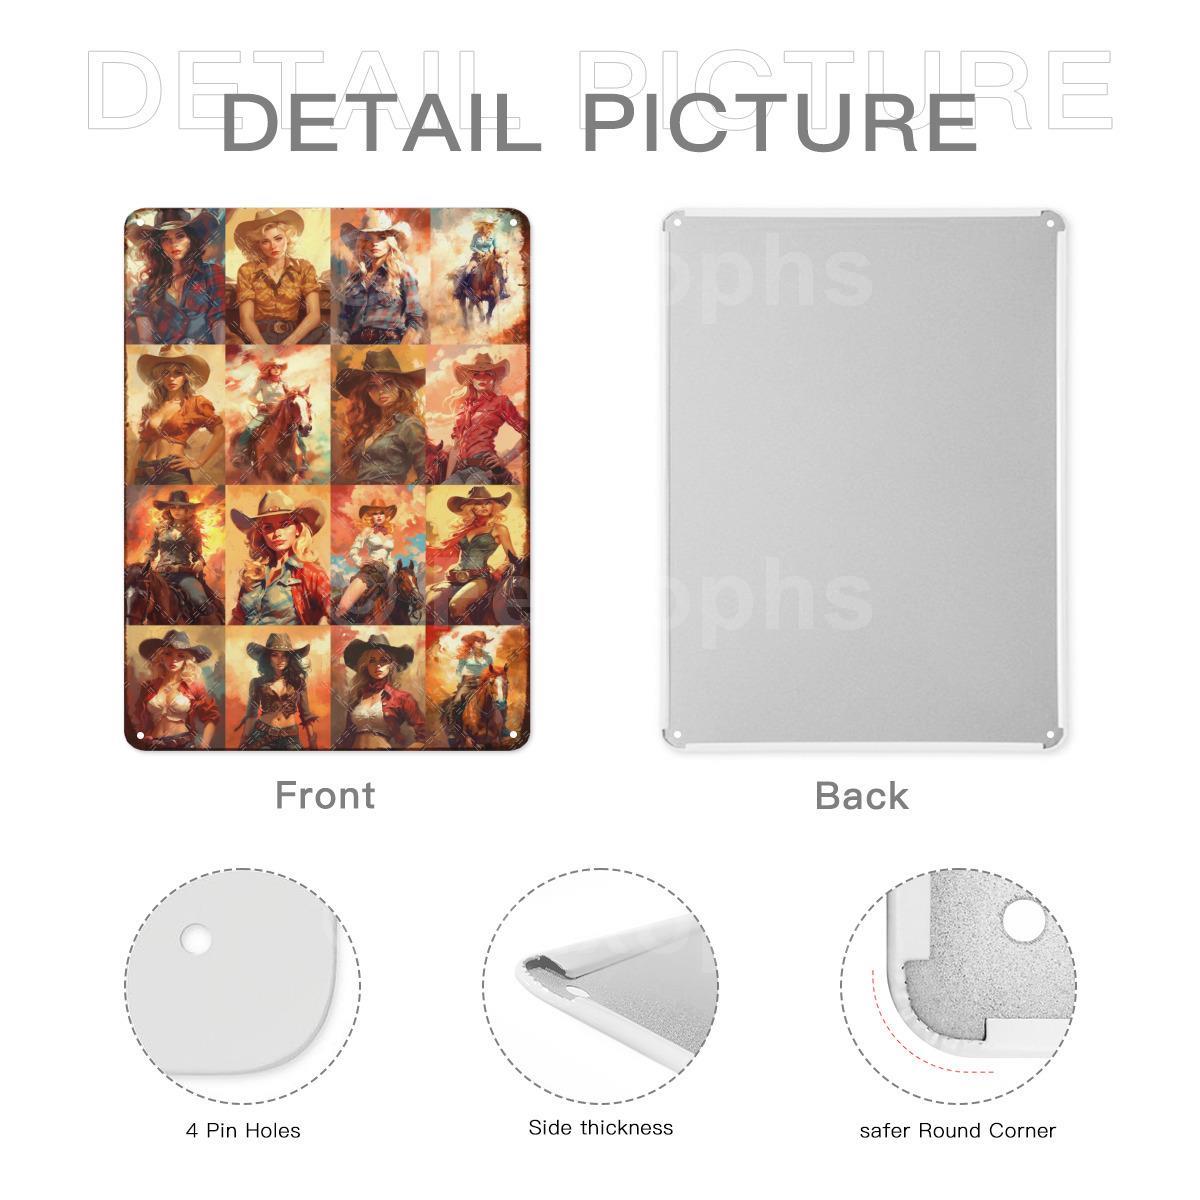 DETAIL PICTURE
DETAIL PICTURE
Front
Back
4 Pin Holes
Side thickness
safer Round Corner